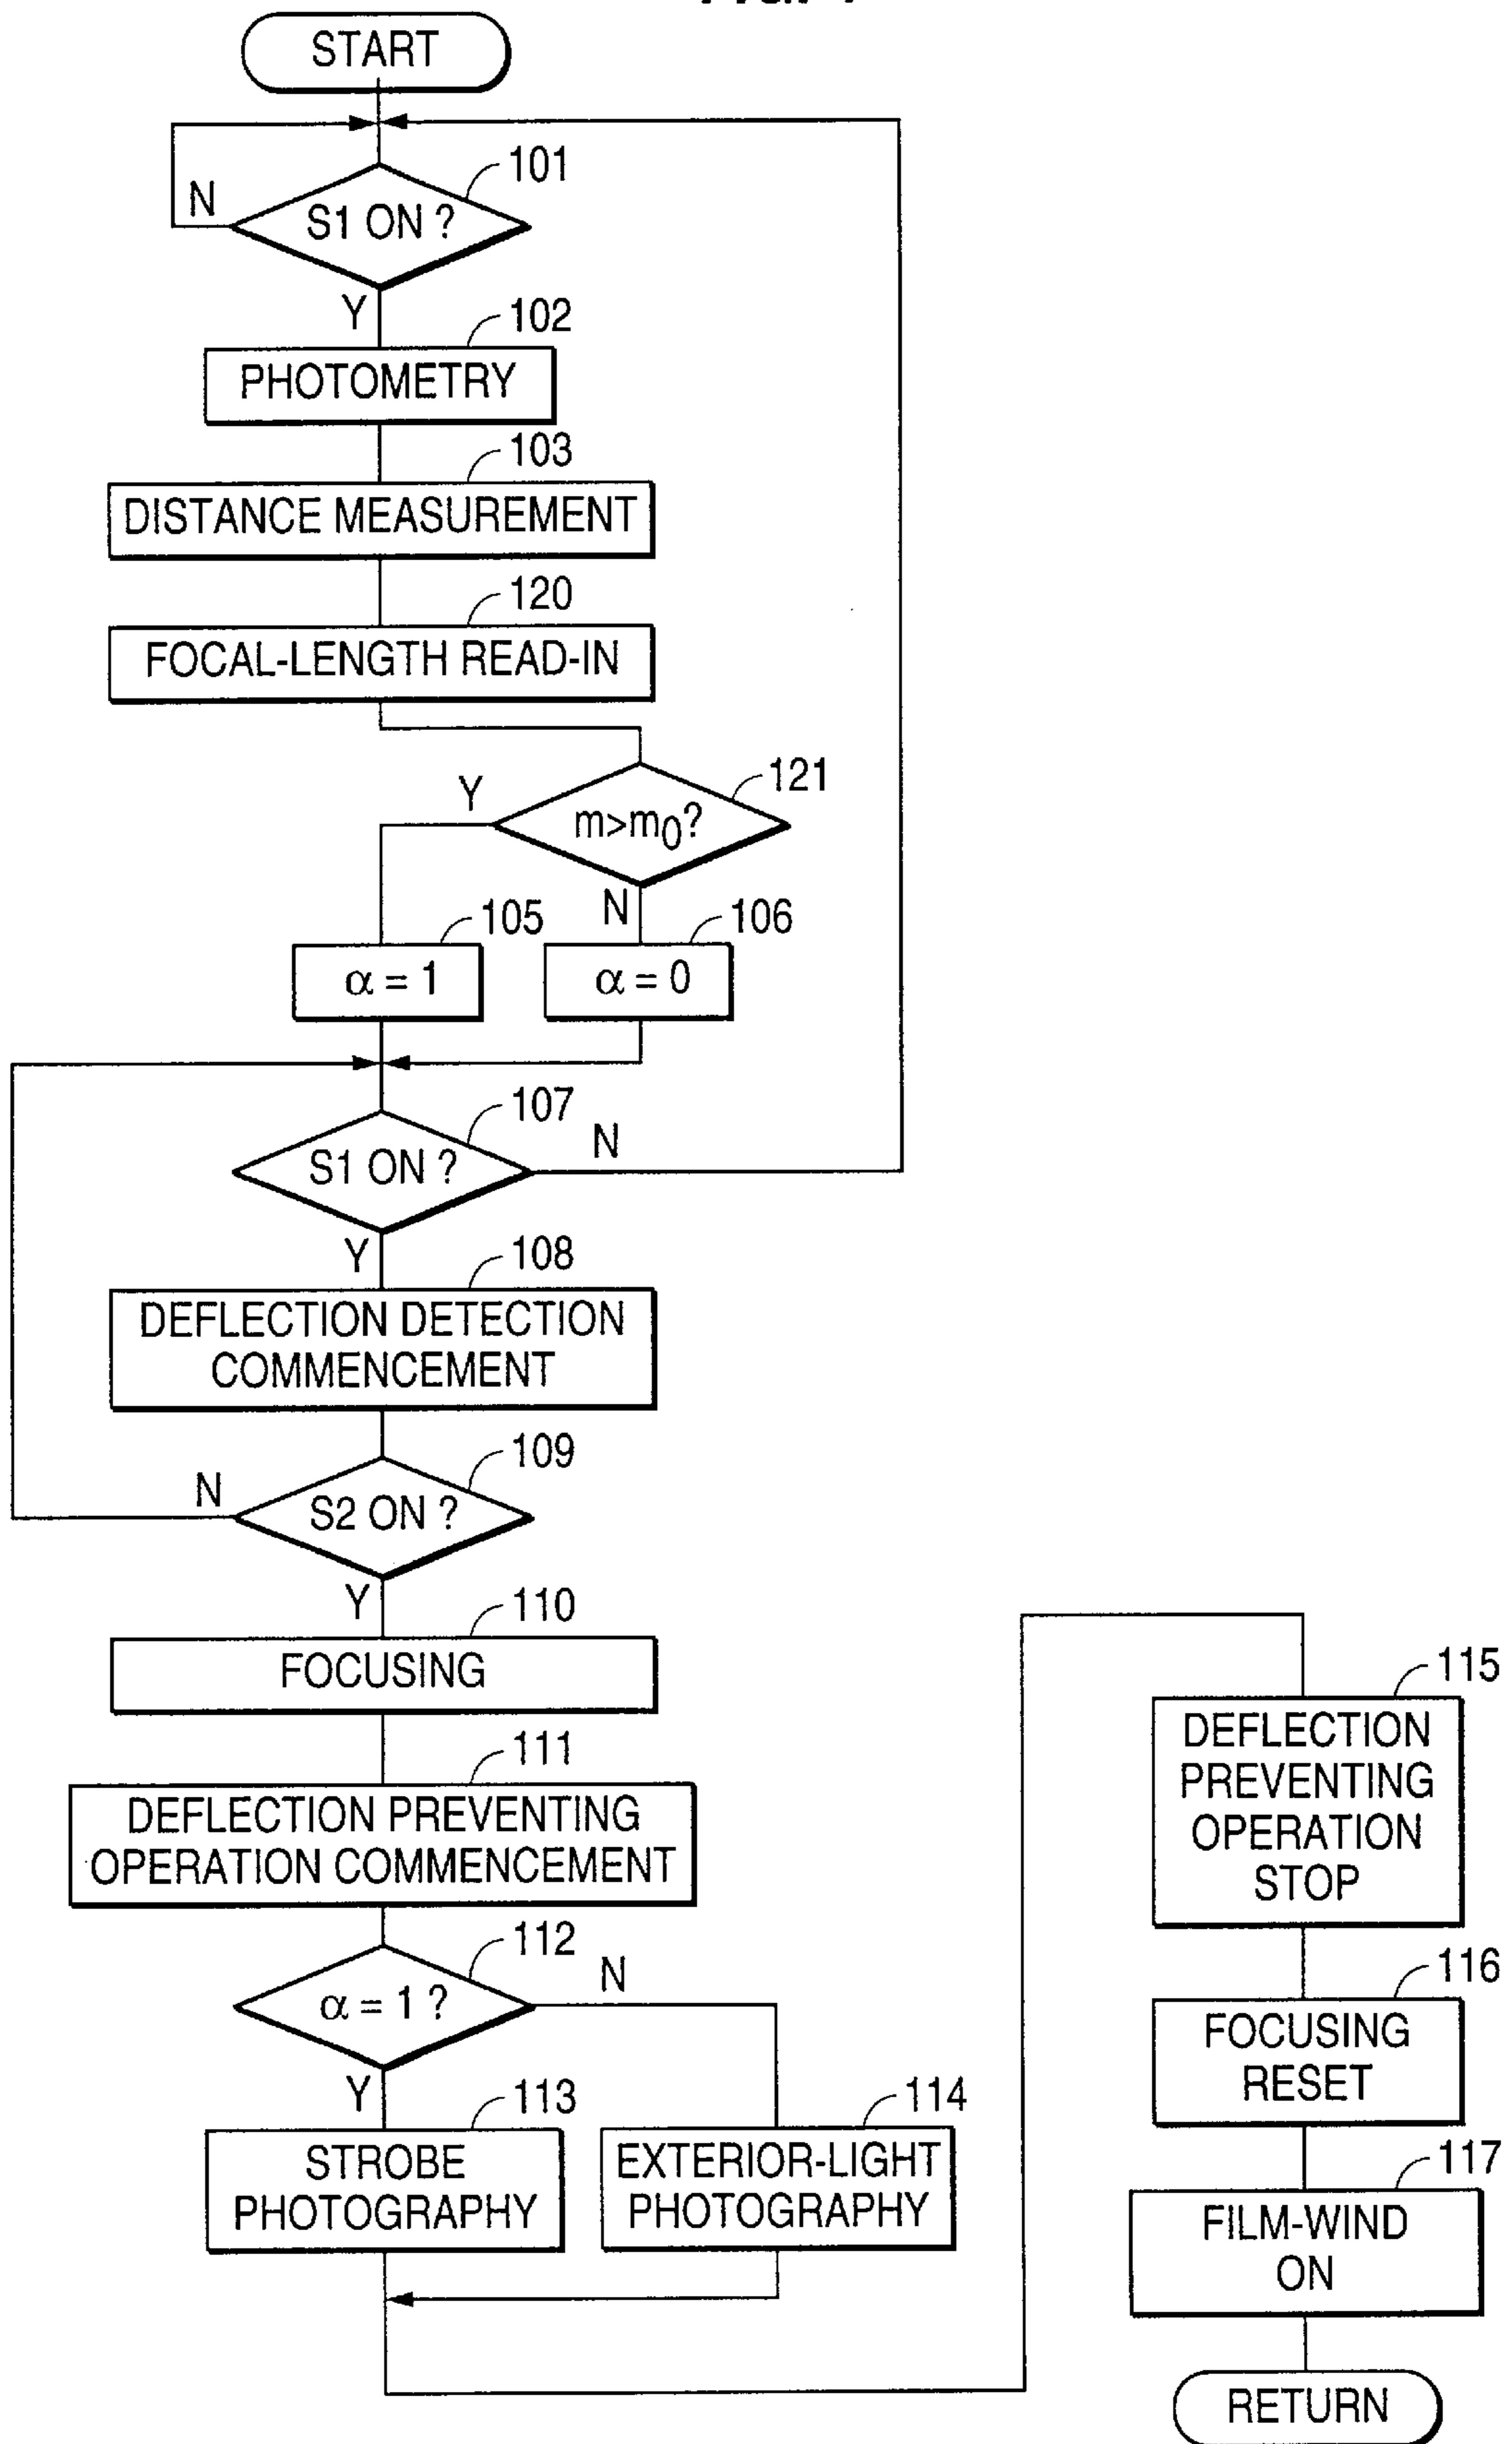 START
101
N
S1 ON ?
Y
102
PHOTOMETRY
103
DISTANCE MEASUREMENT
120
FOCAL-LENGTH READ-IN
121
Y
m>m0?
N
105
106
α = 1
α = 0
107
S1 ON ?
N
Y
108
DEFLECTION DETECTION
COMMENCEMENT
109
N
S2 ON ?
Y
110
FOCUSING
111
DEFLECTION PREVENTING
OPERATION COMMENCEMENT
112
α = 1 ?
N
Y
113
STROBE
PHOTOGRAPHY
114
EXTERIOR-LIGHT
PHOTOGRAPHY
115
DEFLECTION
PREVENTING
OPERATION
STOP
116
FOCUSING
RESET
117
FILM-WIND
ON
RETURN